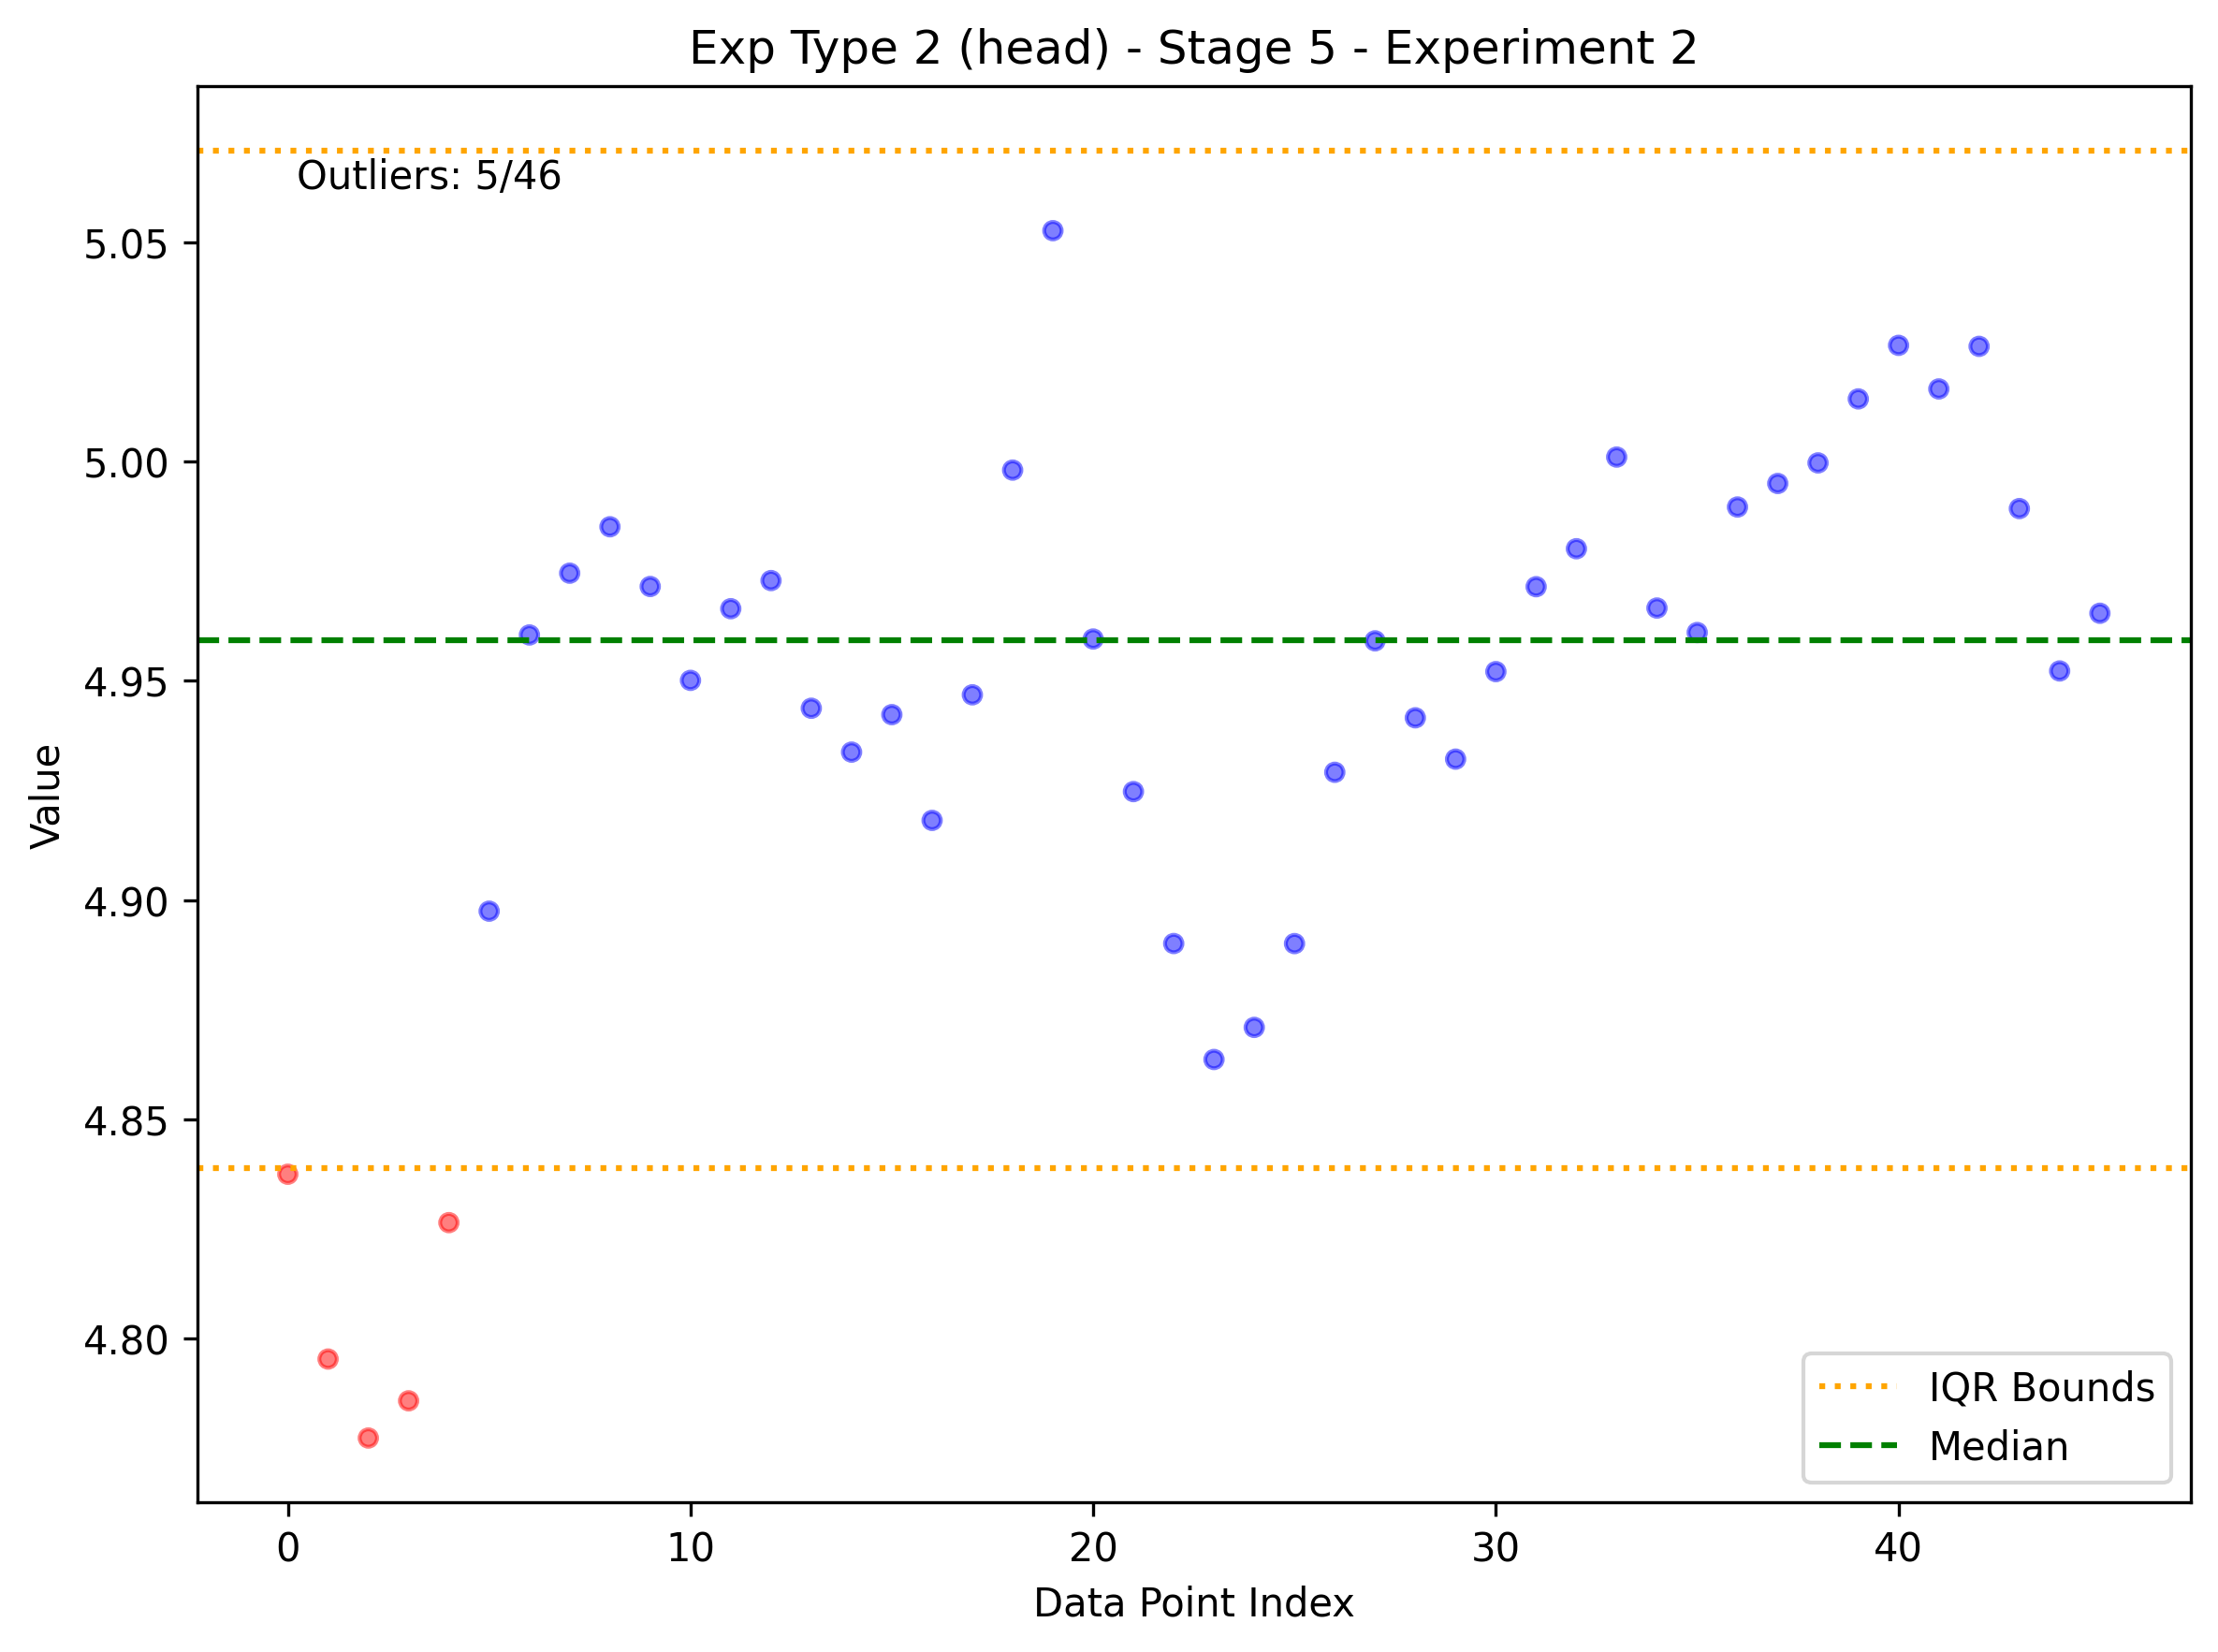 Exp Type 2 (head) - Stage 5 - Experiment 2
Outliers: 5/46
5.05
5.00
4.95
4.90
4.85
4.80
Value
IQR Bounds
Median
0 10 20 30 40
Data Point Index